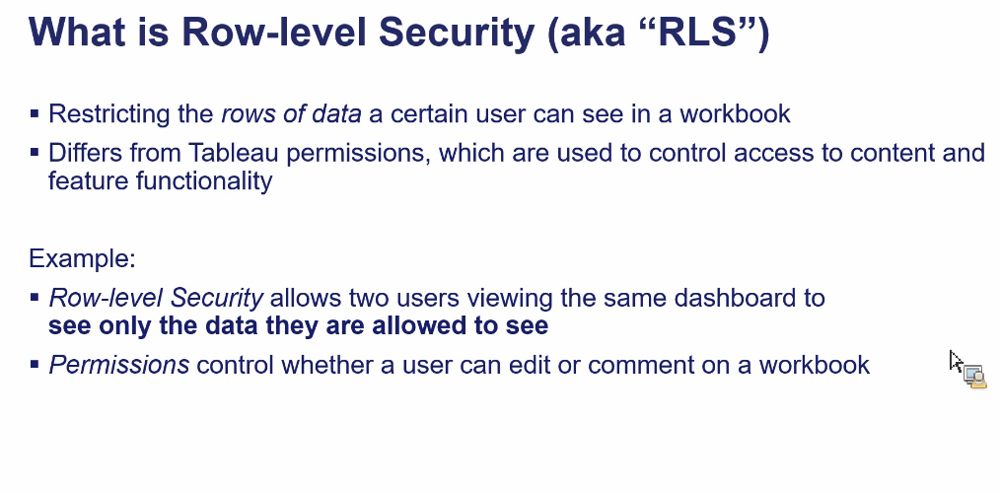 What is Row-level Security (aka “RLS”)
▪ Restricting the rows of data a certain user can see in a workbook
▪ Differs from Tableau permissions, which are used to control access to content and
feature functionality
Example:
▪ Row-level Security allows two users viewing the same dashboard to
see only the data they are allowed to see
▪ Permissions control whether a user can edit or comment on a workbook